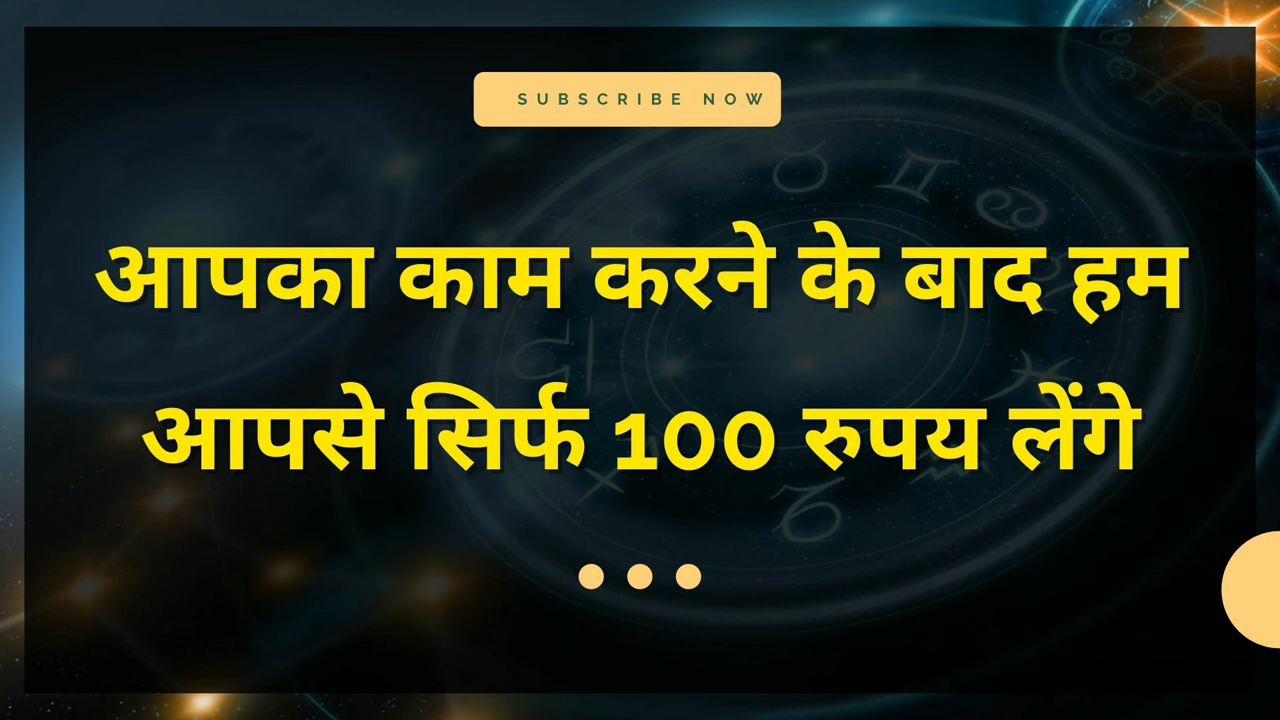 SUBSCRIBE NOW
आपका काम करने के बाद हम
आपसे सिर्फ 100 रुपय लेंगे